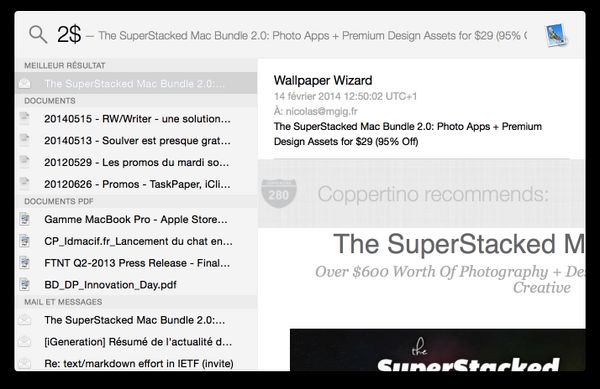 2$ — The SuperStacked Mac Bundle 2.0: Photo Apps + Premium Design Assets for $29 (95% O
MEILLEUR RÉSULTAT
The SuperStacked Mac Bundle 2.0:...
DOCUMENTS
20140515 - RW/Writer - une solution...
20140513 - Soulver est presque grat...
20120529 - Les promos du mardi so...
20120626 - Promos - TaskPaper, iCli...
DOCUMENTS PDF
Gamme MacBook Pro - Apple Store...
CP_Idmacif.fr_Lancement du chat en...
FTNT Q2-2013 Press Release - Final...
BD_DP_Innovation_Day.pdf
MAIL ET MESSAGES
The SuperStacked Mac Bundle 2.0:...
[iGeneration] Résumé de l'actualité d...
Re: text/markdown effort in IETF (invite)
Wallpaper Wizard
14 février 2014 12:50:02 UTC+1
À: nicolas@mgig.fr
The SuperStacked Mac Bundle 2.0: Photo Apps + Premium
Design Assets for $29 (95% Off)
280
Coppertino recommends:
The SuperStacked M
Over $600 Worth Of Photography + Des
Creative
the
SuperStacked